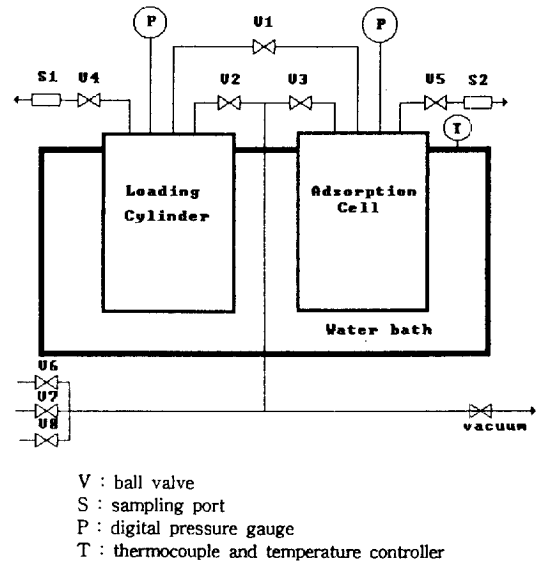 P
V1
P
S1 V4
V2
V3
V5 S2
T
Loading
Cylinder
Adsorption
Cell
Water bath
V6
V7
V8
vacuum
V : ball valve
S : sampling port
P : digital pressure gauge
T : thermocouple and temperature controller